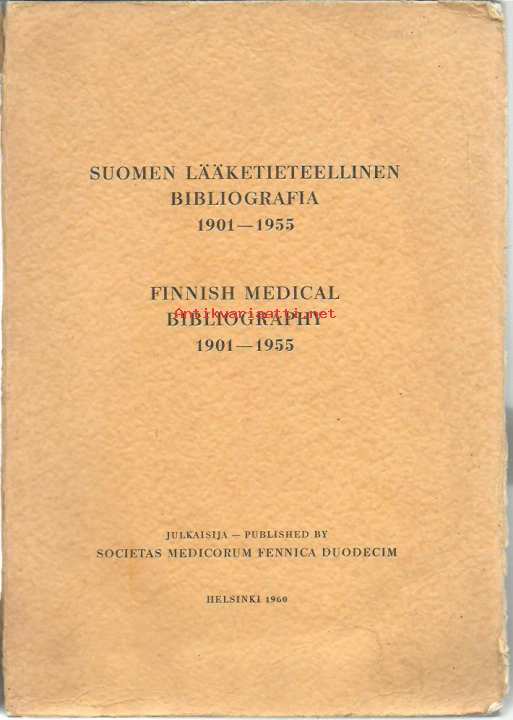 SUOMEN LÄÄKETIETEELLINEN
BIBLIOGRAFIA
1901—1955
FINNISH MEDICAL
Antikvariaatti.net
BIBLIOGRAPHY
1901—1955
JULKAISIJA — PUBLISHED BY
SOCIETAS MEDICORUM FENNICA DUODECIM
HELSINKI 1960